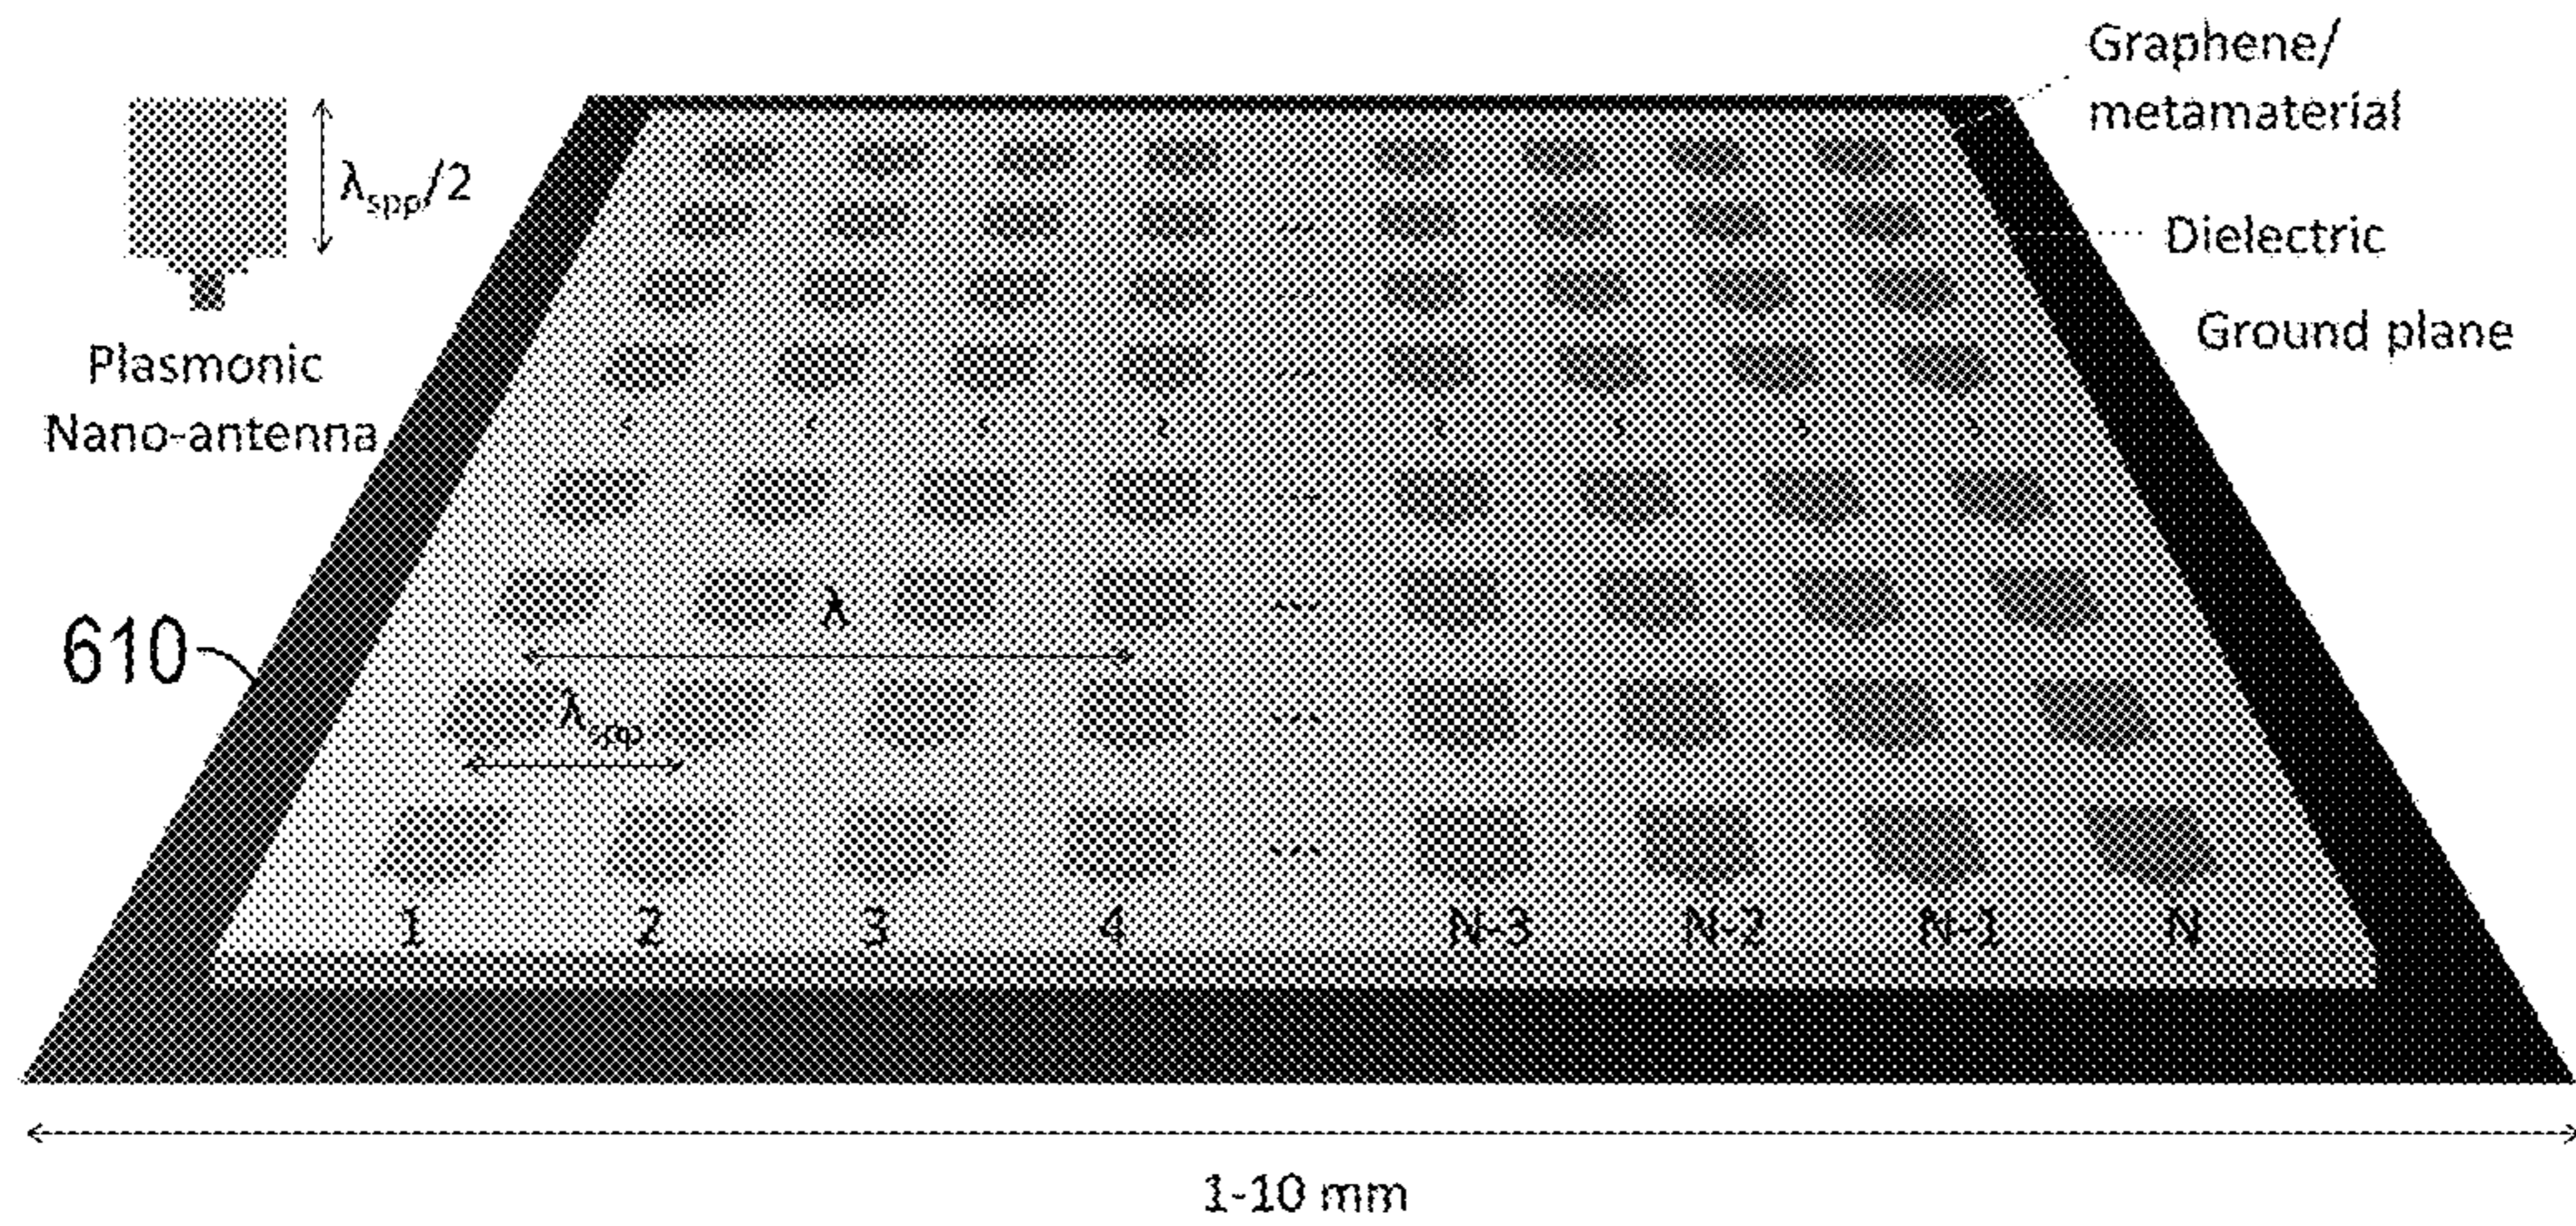 Graphene/
metamaterial
λspp/2
Dielectric
Ground plane
Plasmonic
Nano-antenna
λ
610
λspp
1 2 3 4 N-3 N-2 N-1 N
1-10 mm